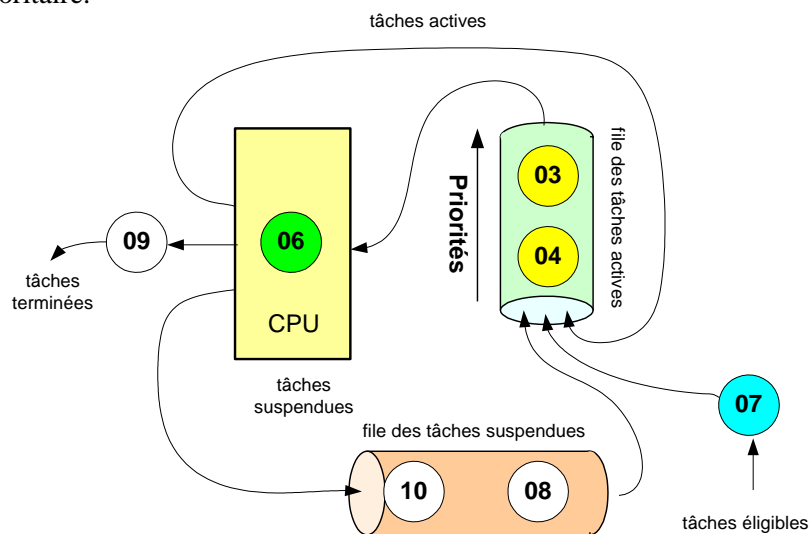 oritaire.
tâches actives
file des tâches actives
Priorités
03
04
09
06
tâches
terminées
CPU
tâches
suspendues
07
file des tâches suspendues
10
08
tâches éligibles